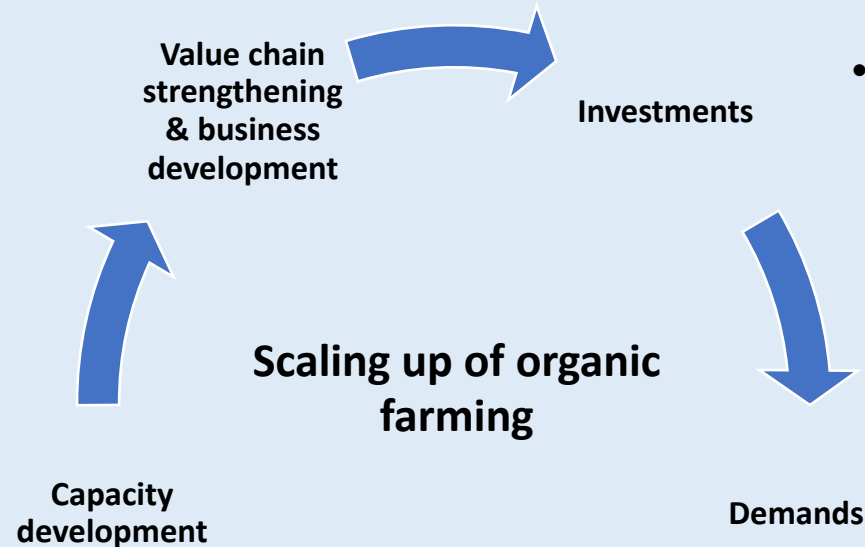 Value chain
strengthening
& business
development
Investments
•
Scaling up of organic
farming
Capacity
development
Demands